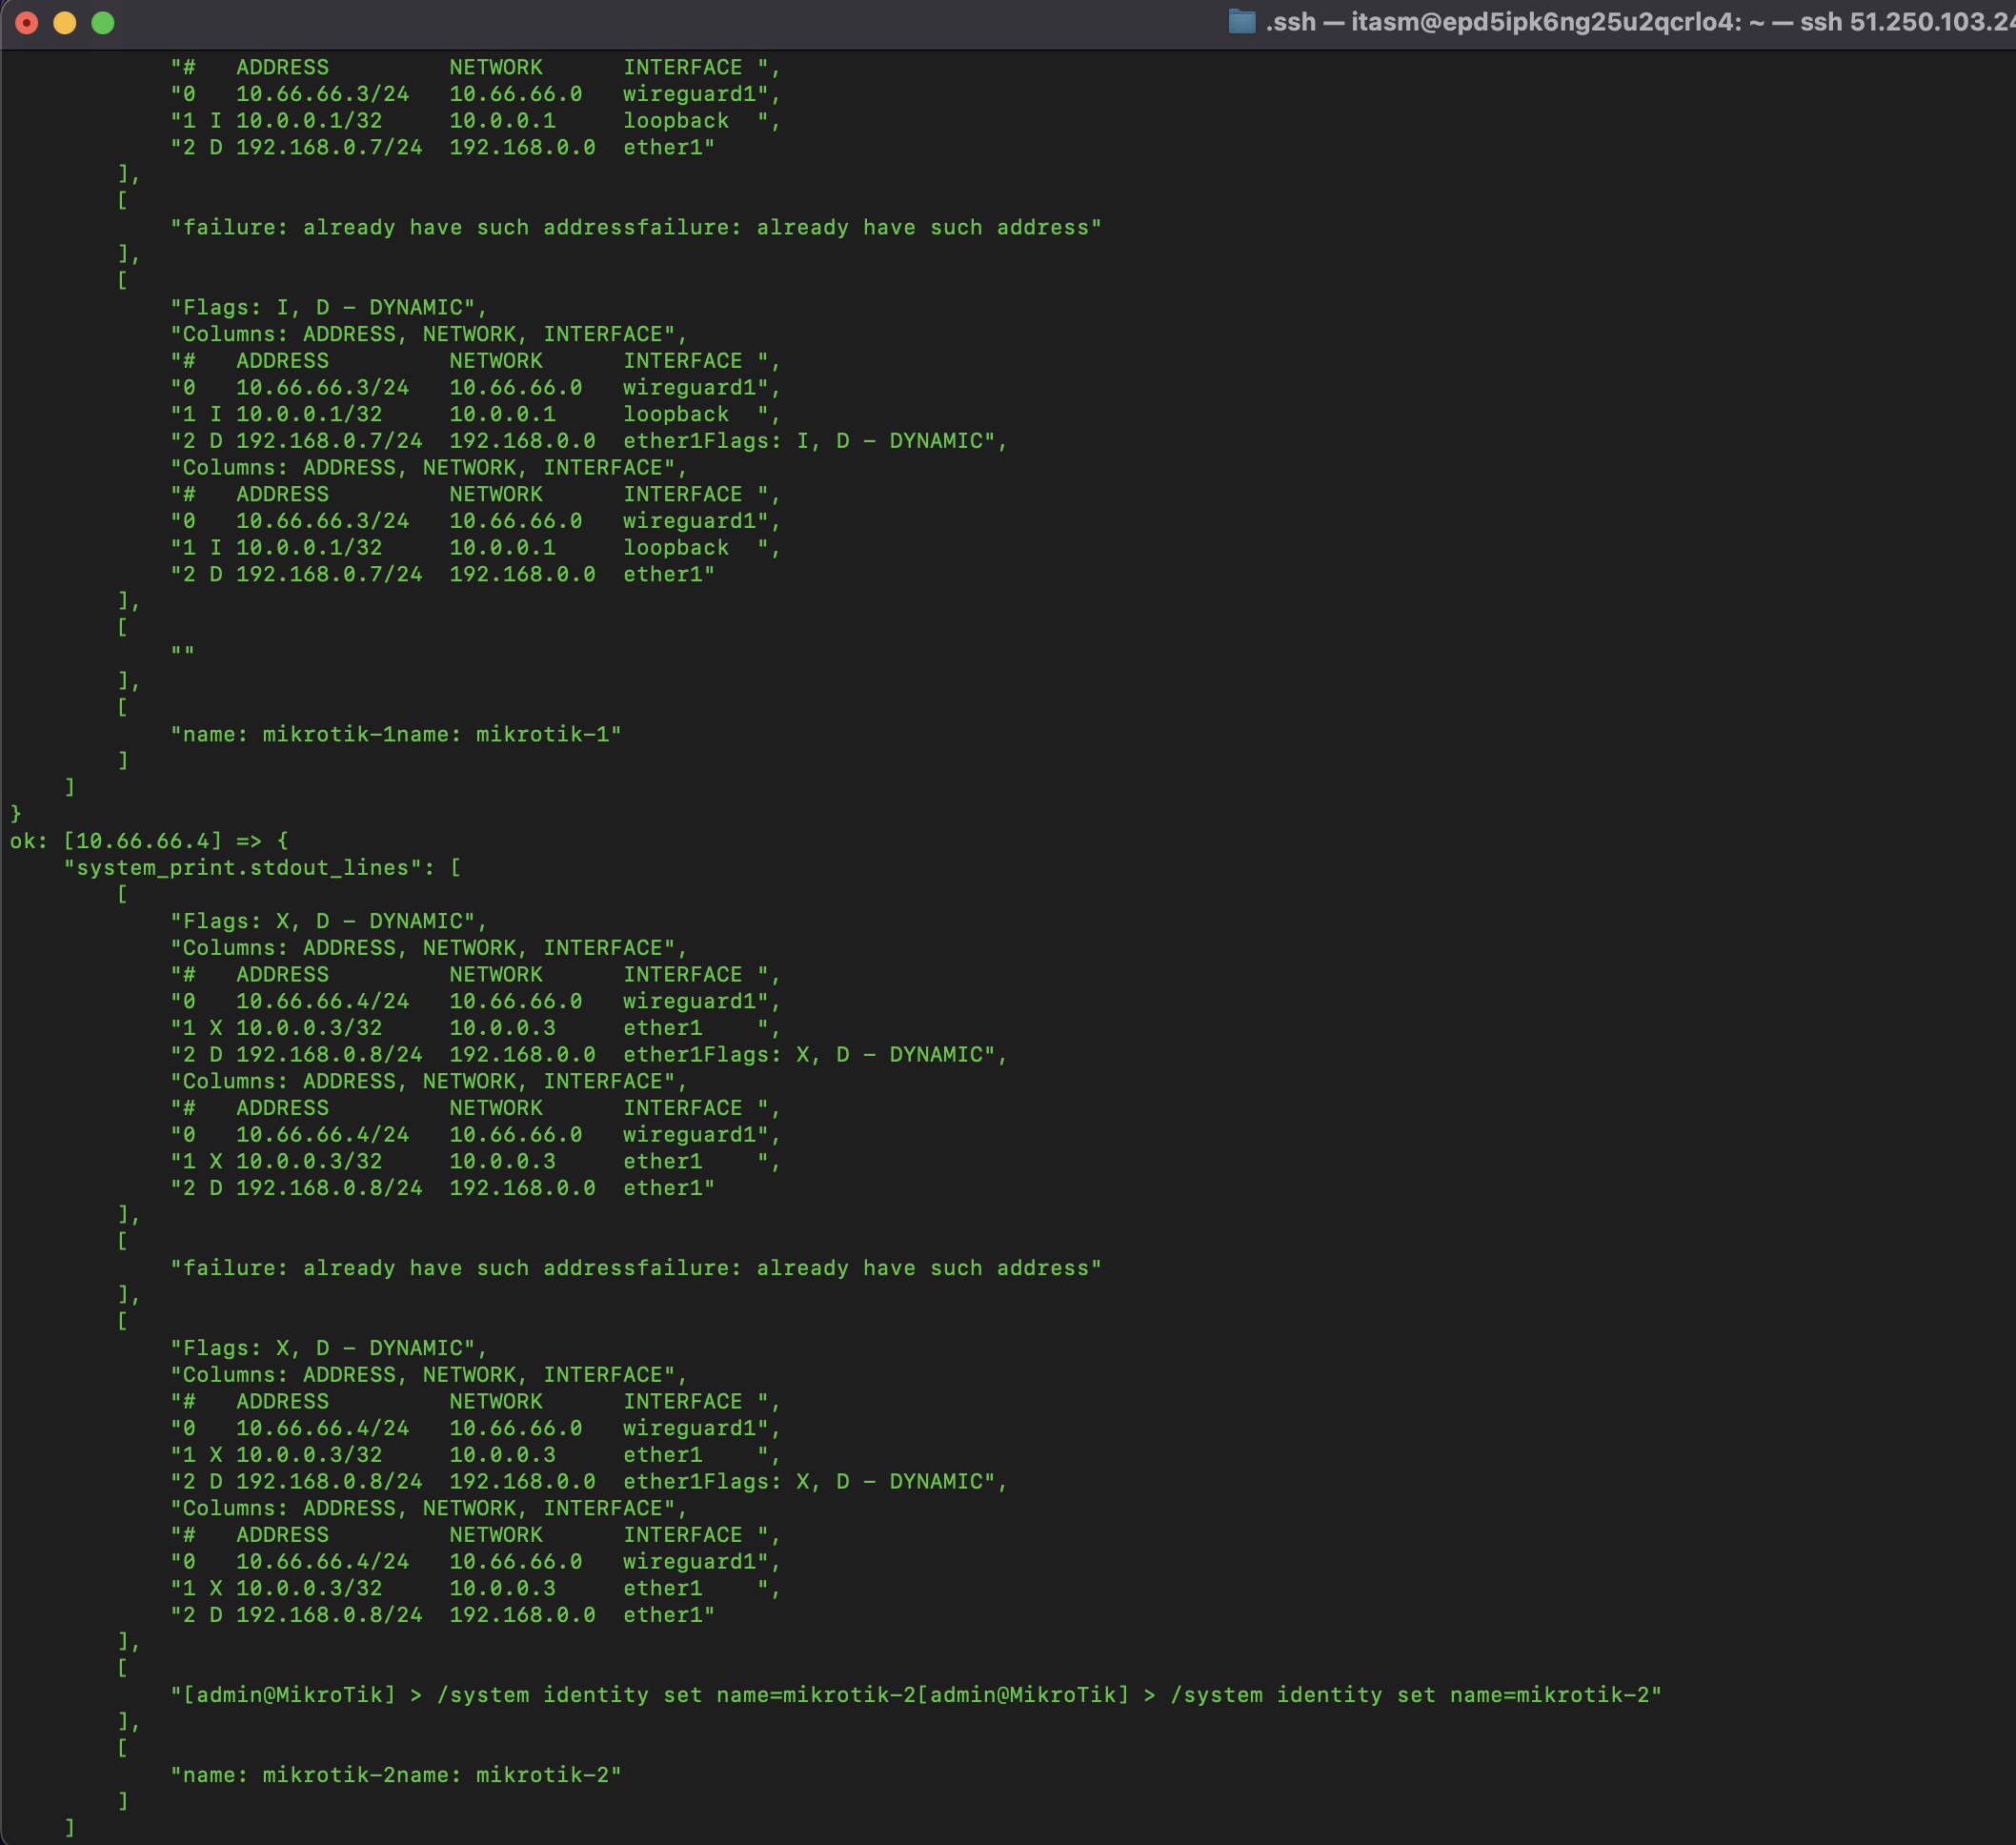 .ssh — itasm@epd5ipk6ng25u2qcrlo4: ~ — ssh 51.250.103.24
"#   ADDRESS         NETWORK      INTERFACE ",
"0   10.66.66.3/24   10.66.66.0   wireguard1",
"1 I 10.0.0.1/32     10.0.0.1     loopback  ",
"2 D 192.168.0.7/24  192.168.0.0  ether1"
],
[
"failure: already have such addressfailure: already have such address"
],
[
"Flags: I, D - DYNAMIC",
"Columns: ADDRESS, NETWORK, INTERFACE",
"#   ADDRESS         NETWORK      INTERFACE ",
"0   10.66.66.3/24   10.66.66.0   wireguard1",
"1 I 10.0.0.1/32     10.0.0.1     loopback  ",
"2 D 192.168.0.7/24  192.168.0.0  ether1Flags: I, D - DYNAMIC",
"Columns: ADDRESS, NETWORK, INTERFACE",
"#   ADDRESS         NETWORK      INTERFACE ",
"0   10.66.66.3/24   10.66.66.0   wireguard1",
"1 I 10.0.0.1/32     10.0.0.1     loopback  ",
"2 D 192.168.0.7/24  192.168.0.0  ether1"
],
[
""
],
[
"name: mikrotik-1name: mikrotik-1"
]
]
}
ok: [10.66.66.4] => {
"system_print.stdout_lines": [
[
"Flags: X, D - DYNAMIC",
"Columns: ADDRESS, NETWORK, INTERFACE",
"#   ADDRESS         NETWORK      INTERFACE ",
"0   10.66.66.4/24   10.66.66.0   wireguard1",
"1 X 10.0.0.3/32     10.0.0.3     ether1    ",
"2 D 192.168.0.8/24  192.168.0.0  ether1Flags: X, D - DYNAMIC",
"Columns: ADDRESS, NETWORK, INTERFACE",
"#   ADDRESS         NETWORK      INTERFACE ",
"0   10.66.66.4/24   10.66.66.0   wireguard1",
"1 X 10.0.0.3/32     10.0.0.3     ether1    ",
"2 D 192.168.0.8/24  192.168.0.0  ether1"
],
[
"failure: already have such addressfailure: already have such address"
],
[
"Flags: X, D - DYNAMIC",
"Columns: ADDRESS, NETWORK, INTERFACE",
"#   ADDRESS         NETWORK      INTERFACE ",
"0   10.66.66.4/24   10.66.66.0   wireguard1",
"1 X 10.0.0.3/32     10.0.0.3     ether1    ",
"2 D 192.168.0.8/24  192.168.0.0  ether1Flags: X, D - DYNAMIC",
"Columns: ADDRESS, NETWORK, INTERFACE",
"#   ADDRESS         NETWORK      INTERFACE ",
"0   10.66.66.4/24   10.66.66.0   wireguard1",
"1 X 10.0.0.3/32     10.0.0.3     ether1    ",
"2 D 192.168.0.8/24  192.168.0.0  ether1"
],
[
"[admin@MikroTik] > /system identity set name=mikrotik-2[admin@MikroTik] > /system identity set name=mikrotik-2"
],
[
"name: mikrotik-2name: mikrotik-2"
]
]